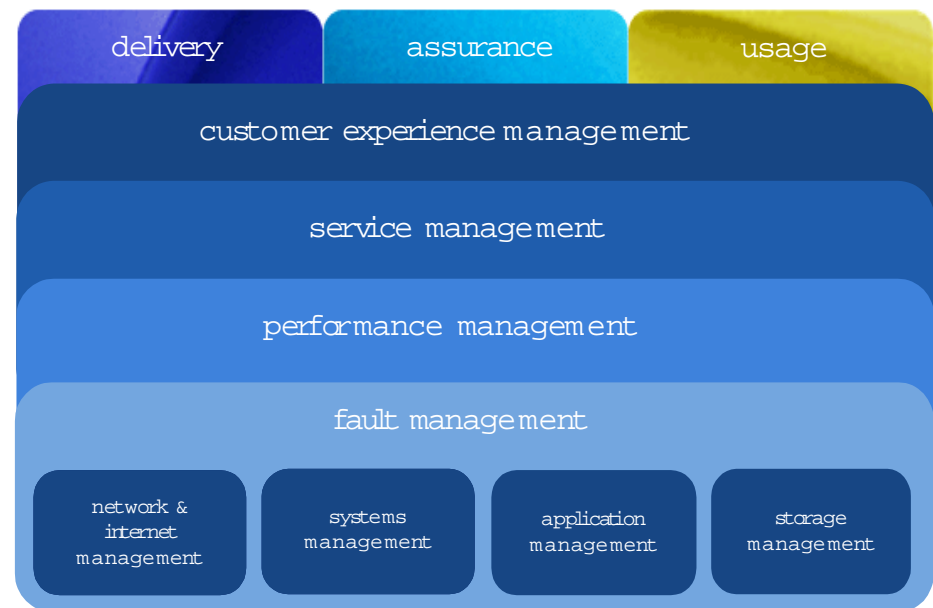 delivery
assurance
usage
customer experience management
service management
performance management
fault management
network &
internet
management
systems
management
application
management
storage
management